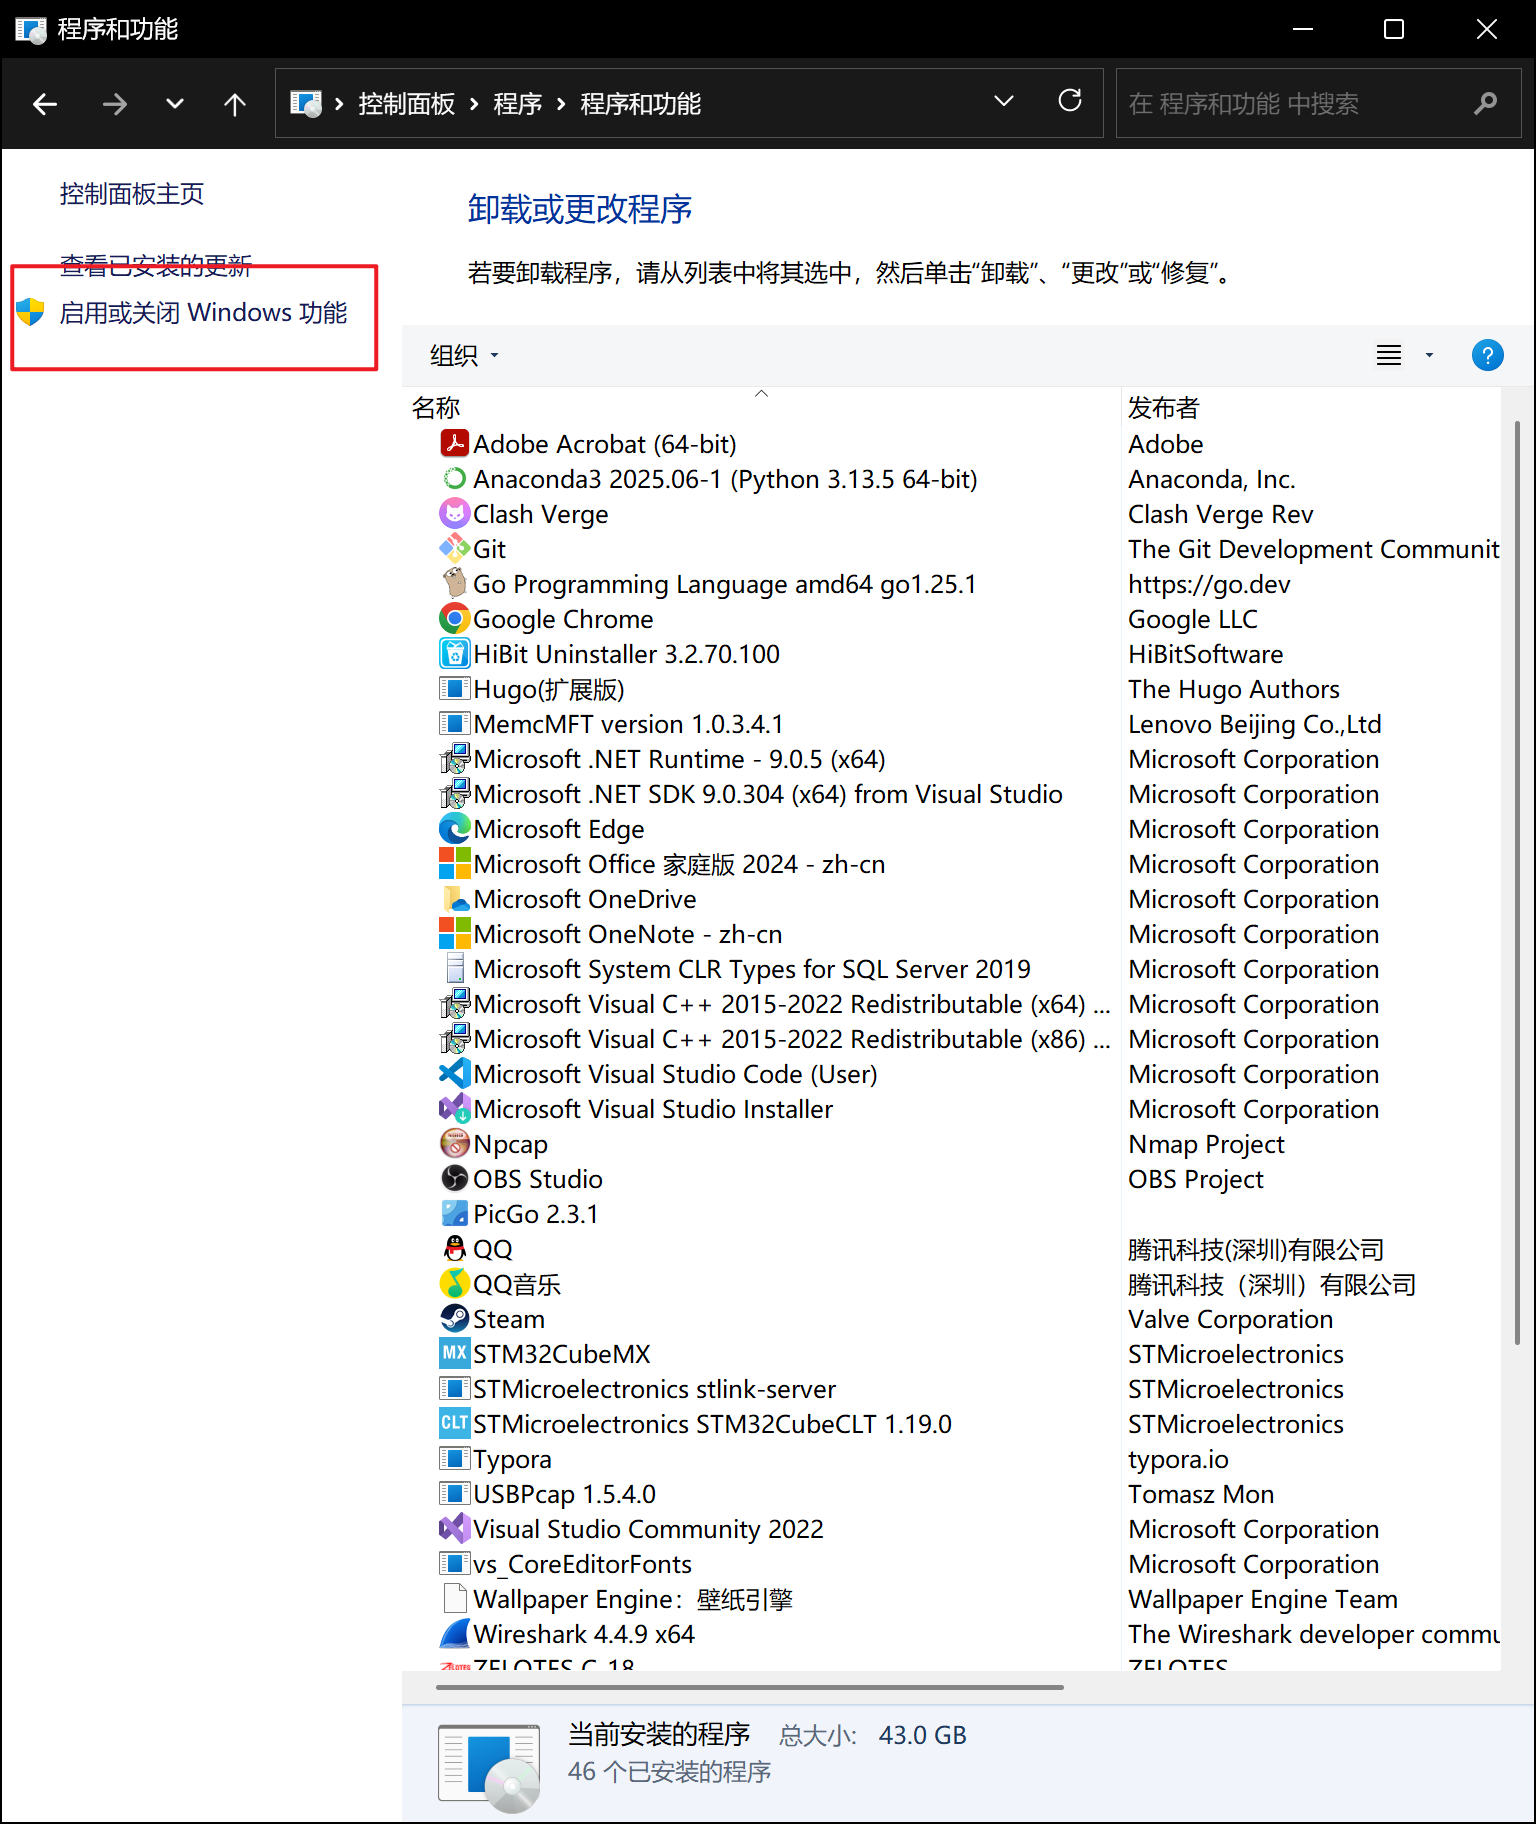 程序和功能
控制面板 程序 程序和功能
在 程序和功能 中搜索
控制面板主页
查看已安装的更新
启用或关闭 Windows 功能
卸载或更改程序
若要卸载程序，请从列表中将其选中，然后单击“卸载”、“更改”或“修复”。
组织
名称 发布者
Adobe Acrobat (64-bit) Adobe
Anaconda3 2025.06-1 (Python 3.13.5 64-bit) Anaconda, Inc.
Clash Verge Clash Verge Rev
Git The Git Development Communit
Go Programming Language amd64 go1.25.1 https://go.dev
Google Chrome Google LLC
HiBit Uninstaller 3.2.70.100 HiBitSoftware
Hugo(扩展版) The Hugo Authors
MemcMFT version 1.0.3.4.1 Lenovo Beijing Co.,Ltd
Microsoft .NET Runtime - 9.0.5 (x64) Microsoft Corporation
Microsoft .NET SDK 9.0.304 (x64) from Visual Studio Microsoft Corporation
Microsoft Edge Microsoft Corporation
Microsoft Office 家庭版 2024 - zh-cn Microsoft Corporation
Microsoft OneDrive Microsoft Corporation
Microsoft OneNote - zh-cn Microsoft Corporation
Microsoft System CLR Types for SQL Server 2019 Microsoft Corporation
Microsoft Visual C++ 2015-2022 Redistributable (x64) ... Microsoft Corporation
Microsoft Visual C++ 2015-2022 Redistributable (x86) ... Microsoft Corporation
Microsoft Visual Studio Code (User) Microsoft Corporation
Microsoft Visual Studio Installer Microsoft Corporation
Npcap Nmap Project
OBS Studio OBS Project
PicGo 2.3.1
QQ 腾讯科技(深圳)有限公司
QQ音乐 腾讯科技（深圳）有限公司
Steam Valve Corporation
MX STM32CubeMX STMicroelectronics
STMicroelectronics stlink-server STMicroelectronics
CLT STMicroelectronics STM32CubeCLT 1.19.0 STMicroelectronics
Typora typora.io
USBPcap 1.5.4.0 Tomasz Mon
Visual Studio Community 2022 Microsoft Corporation
vs_CoreEditorFonts Microsoft Corporation
Wallpaper Engine：壁纸引擎 Wallpaper Engine Team
Wireshark 4.4.9 x64 The Wireshark developer commu
ZELOTES C-18 ZELOTES
当前安装的程序 总大小: 43.0 GB
46 个已安装的程序